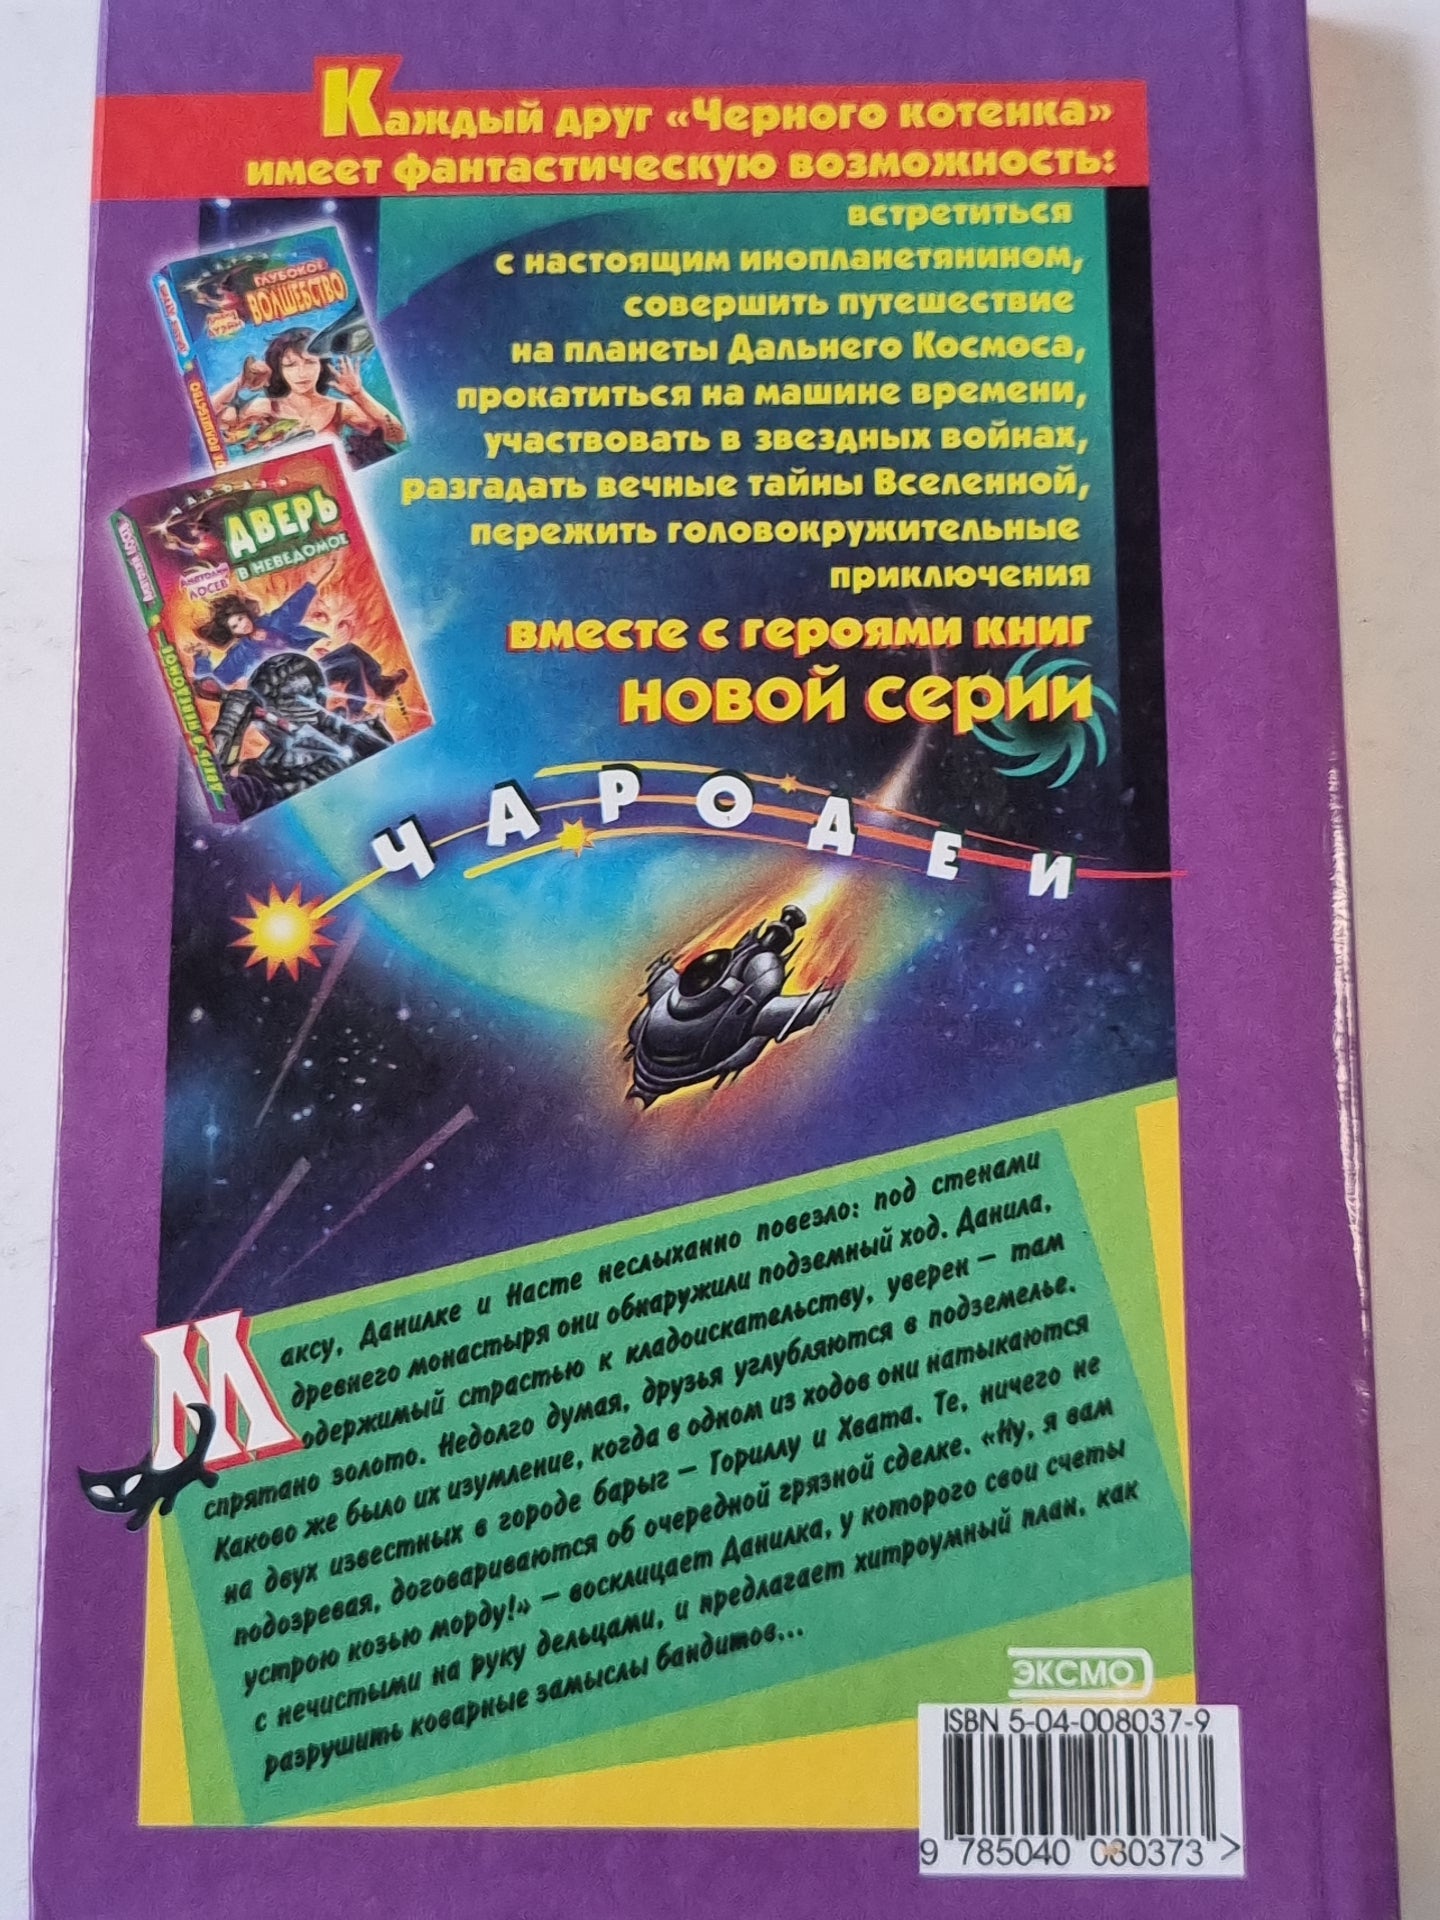 Каждый друг «Черного котенка»
имеет фантастическую возможность:
встретиться
с настоящим инопланетянином,
совершить путешествие
на планеты Дальнего Космоса,
прокатиться на машине времени,
участвовать в звездных войнах,
разгадать вечные тайны Вселенной,
пережить головокружительные
приключения
вместе с героями книг
новой серии
ЧАРОДЕИ
ГЛУБОКОЕ
ВОЛШЕБСТВО
ЧАРОДЕИ
ДВЕРЬ
В НЕВЕДОМОЕ
Анатолий
ЛОСЕВ
ДВЕРЬ В НЕВЕДОМОЕ
Максу, Данилке и Насте неслыханно повезло: под стенами
древнего монастыря они обнаружили подземный ход. Данила,
одержимый страстью к кладоискательству, уверен – там
спрятано золото. Недолго думая, друзья углубляются в подземелье.
Каково же было их изумление, когда в одном из ходов они натыкаются
на двух известных в городе барыг – Гориллу и Хвата. Те, ничего не
подозревая, договариваются об очередной грязной сделке. «Ну, я вам
устрою козью морду!» – восклицает Данилка, у которого свои счеты
с нечистыми на руку дельцами, и предлагает хитроумный план, как
разрушить коварные замыслы бандитов...
ЭКСМО
ISBN 5-04-008037-9
9 785040 080373 >